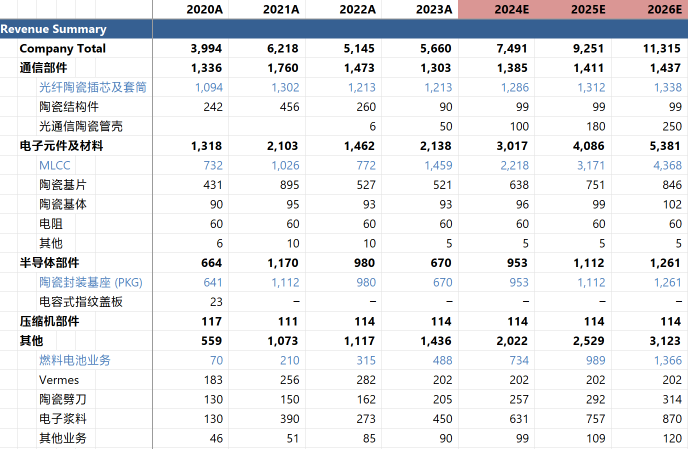 2020A 2021A 2022A 2023A 2024E 2025E 2026E
Revenue Summary
Company Total 3,994 6,218 5,145 5,660 7,491 9,251 11,315
通信部件 1,336 1,760 1,473 1,303 1,385 1,411 1,437
光纤陶瓷插芯及套筒 1,094 1,302 1,213 1,213 1,286 1,312 1,338
陶瓷结构件 242 456 260 90 99 99 99
光通信陶瓷管壳 6 50 100 180 250
电子元件及材料 1,318 2,103 1,462 2,138 3,017 4,086 5,381
MLCC 732 1,026 772 1,459 2,218 3,171 4,368
陶瓷基片 431 895 527 521 638 751 846
陶瓷基体 90 95 93 93 96 99 102
电阻 60 60 60 60 60 60 60
其他 6 10 10 5 5 5 5
半导体部件 664 1,170 980 670 953 1,112 1,261
陶瓷封装基座 (PKG) 641 1,112 980 670 953 1,112 1,261
电容式指纹盖板 23 – – – – – –
压缩机部件 117 111 114 114 114 114 114
其他 559 1,073 1,117 1,436 2,022 2,529 3,123
燃料电池业务 70 210 315 488 734 989 1,366
Vermes 183 256 282 202 202 202 202
陶瓷劈刀 130 150 162 205 257 292 314
电子浆料 130 390 273 450 631 757 870
其他业务 46 51 85 90 99 109 120